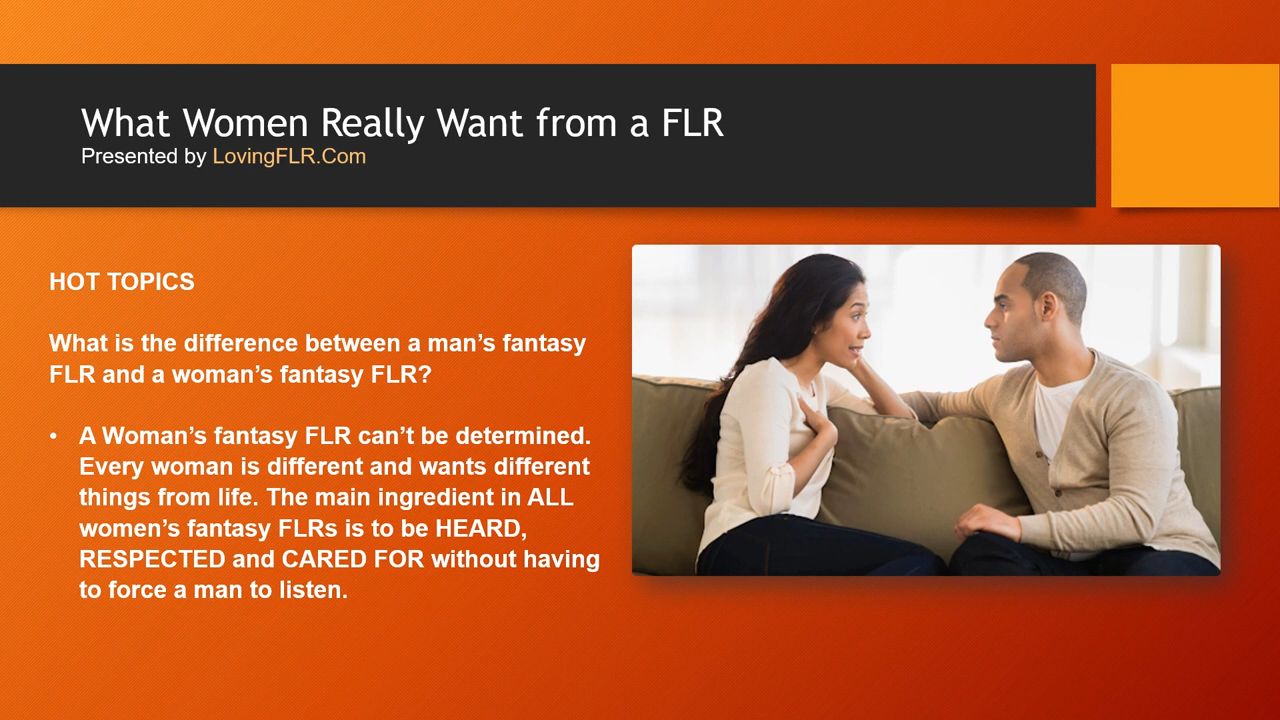 What Women Really Want from a FLR
Presented by LovingFLR.Com
HOT TOPICS
What is the difference between a man’s fantasy
FLR and a woman’s fantasy FLR?
• A Woman’s fantasy FLR can’t be determined.
Every woman is different and wants different
things from life. The main ingredient in ALL
women’s fantasy FLRs is to be HEARD,
RESPECTED and CARED FOR without having
to force a man to listen.